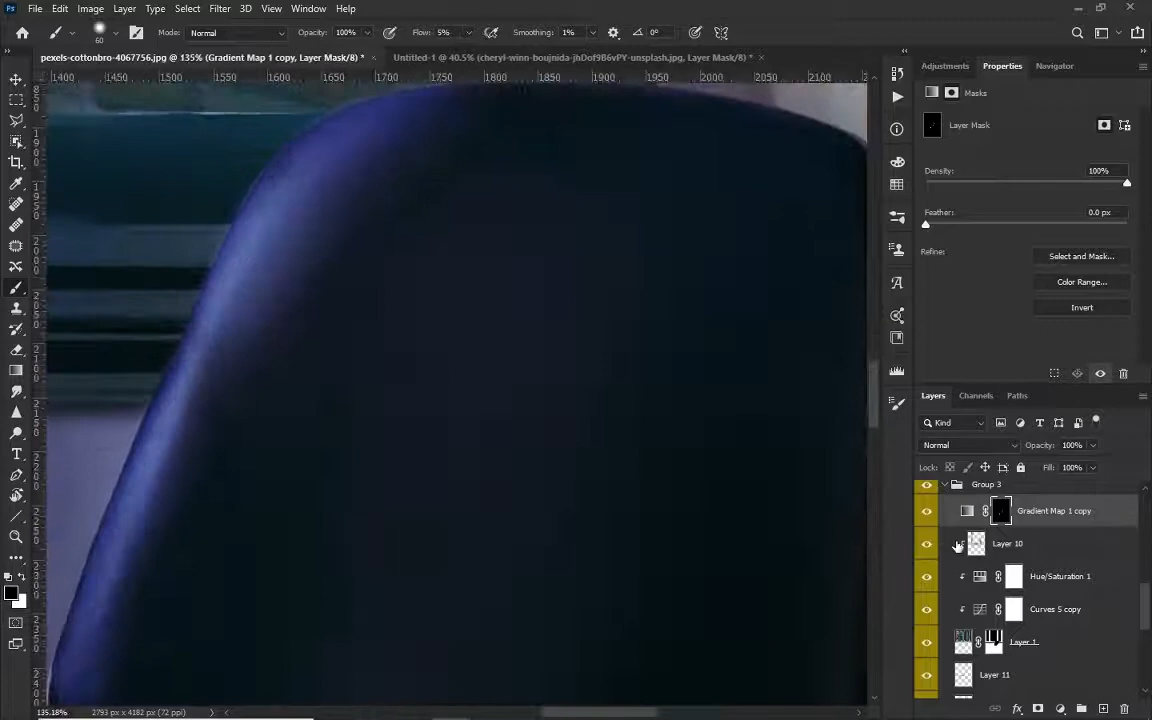 File Edit Image Layer Type Select Filter 3D View Window Help
60 Mode: Normal Opacity: 100% Flow: 5% Smoothing: 1% 0°
pexels-cottonbro-4067756.jpg @ 135% (Gradient Map 1 copy, Layer Mask/8) * × Untitled-1 @ 40.5% (cheryl-winn-boujnida-jhDof9B6vPY-unsplash.jpg, Layer Mask/8) * ×
1400 1450 1500 1550 1600 1650 1700 1750 1800 1850 1900 1950 2000 2050 2100
Adjustments Properties Navigator
Masks
Layer Mask
Density: 100%
Feather: 0.0 px
Refine: Select and Mask...
Color Range...
Invert
Layers Channels Paths
Kind
Normal Opacity: 100%
Lock: Fill: 100%
Group 3
Gradient Map 1 copy
Layer 10
Hue/Saturation 1
Curves 5 copy
Layer 1
Layer 11
135.18% 2793 px x 4182 px (72 ppi)